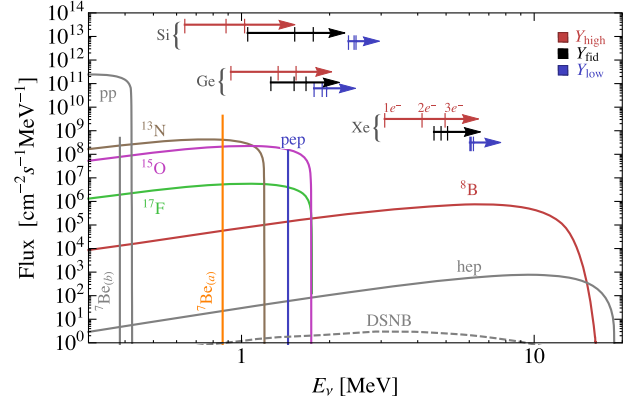 10¹⁴
10¹³
10¹²
10¹¹
10¹⁰
10⁹
10⁸
10⁷
10⁶
10⁵
10⁴
10³
10²
10¹
10⁰
Flux [cm⁻²s⁻¹MeV⁻¹]
Si {
Ge {
Xe {
1e⁻ 2e⁻ 3e⁻
Y_high
Y_fid
Y_low
pp
¹³N
¹⁵O
¹⁷F
pep
⁸B
hep
DSNB
⁷Be₍b₎
⁷Be₍a₎
1 10
E_ν [MeV]